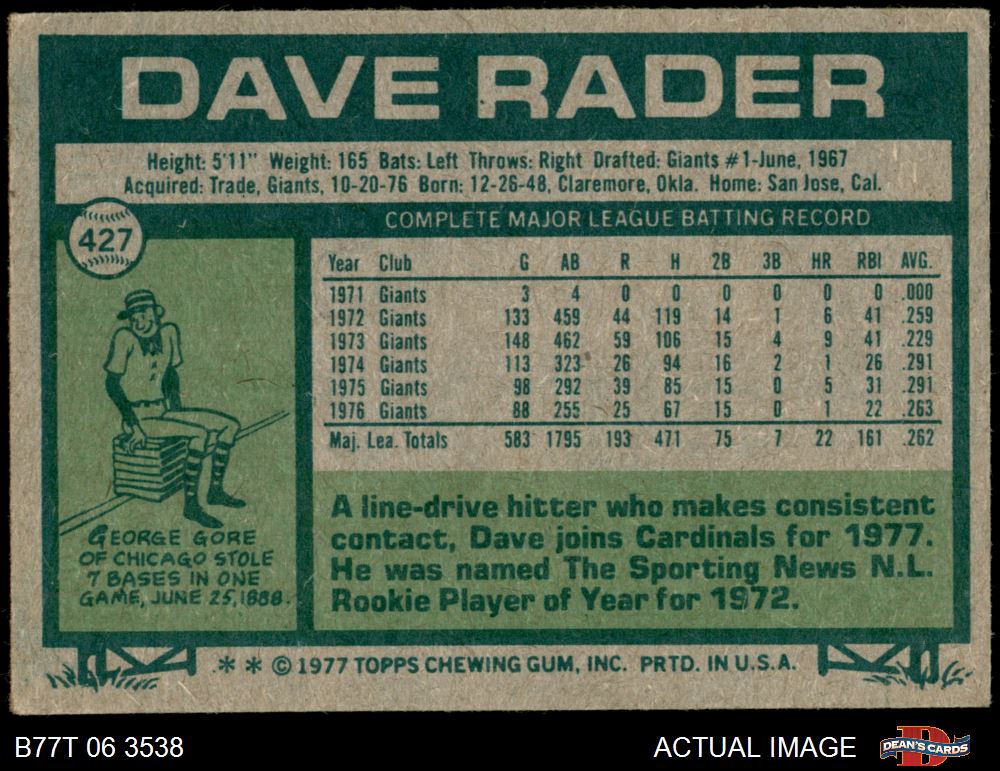 DAVE RADER
Height: 5'11" Weight: 165 Bats: Left Throws: Right Drafted: Giants #1-June, 1967
Acquired: Trade, Giants, 10-20-76 Born: 12-26-48, Claremore, Okla. Home: San Jose, Cal.
427
COMPLETE MAJOR LEAGUE BATTING RECORD
Year Club G AB R H 2B 3B HR RBI AVG.
1971 Giants 3 4 0 0 0 0 0 0 .000
1972 Giants 133 459 44 119 14 1 6 41 .259
1973 Giants 148 462 59 106 15 4 9 41 .229
1974 Giants 113 323 26 94 16 2 1 26 .291
1975 Giants 98 292 39 85 15 0 5 31 .291
1976 Giants 88 255 25 67 15 0 1 22 .263
Maj. Lea. Totals 583 1795 193 471 75 7 22 161 .262
GEORGE GORE
OF CHICAGO STOLE
7 BASES IN ONE
GAME, JUNE 25, 1888.
A line-drive hitter who makes consistent
contact, Dave joins Cardinals for 1977.
He was named The Sporting News N.L.
Rookie Player of Year for 1972.
* * © 1977 TOPPS CHEWING GUM, INC. PRTD. IN U.S.A.
B77T 06 3538
ACTUAL IMAGE
DEAN'S CARDS